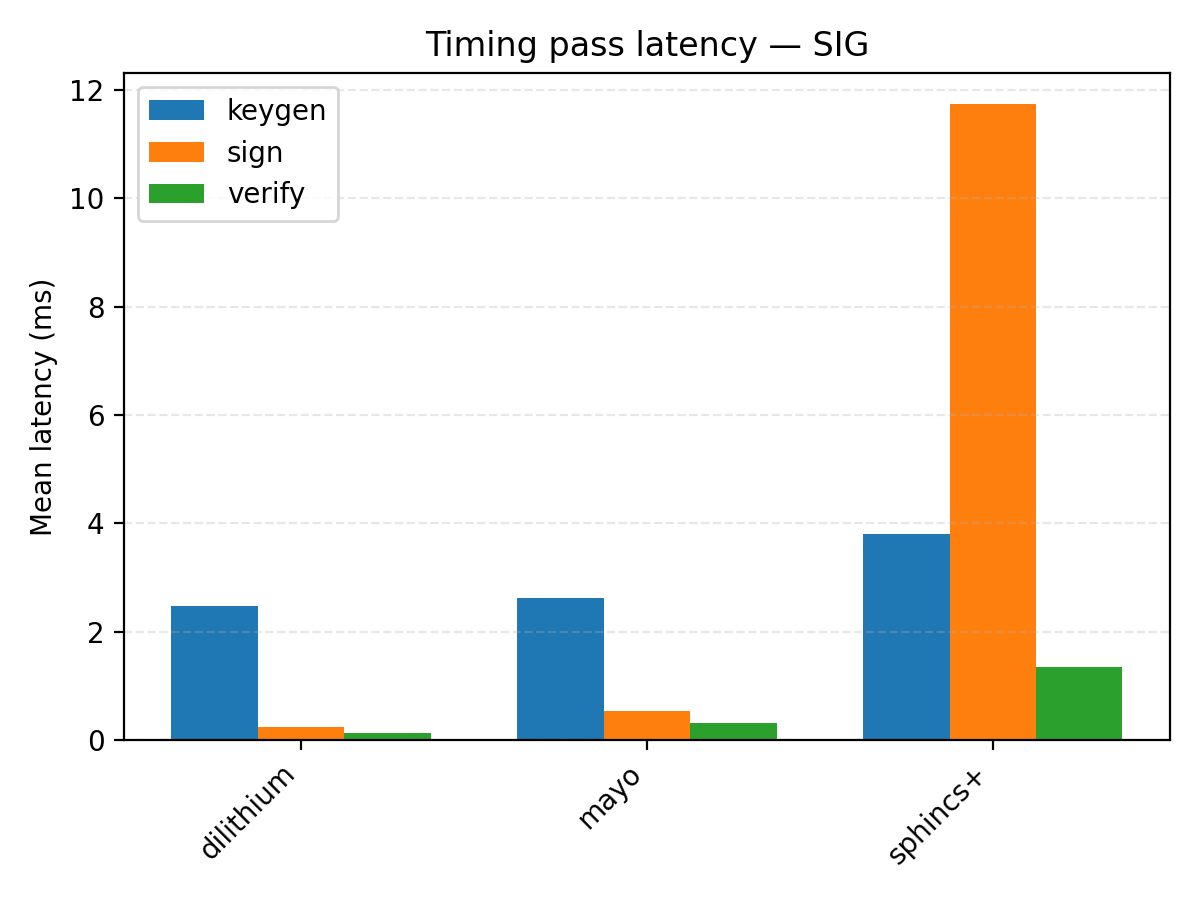 Timing pass latency — SIG
keygen
sign
verify
Mean latency (ms)
12
10
8
6
4
2
0
dilithium
mayo
sphincs+